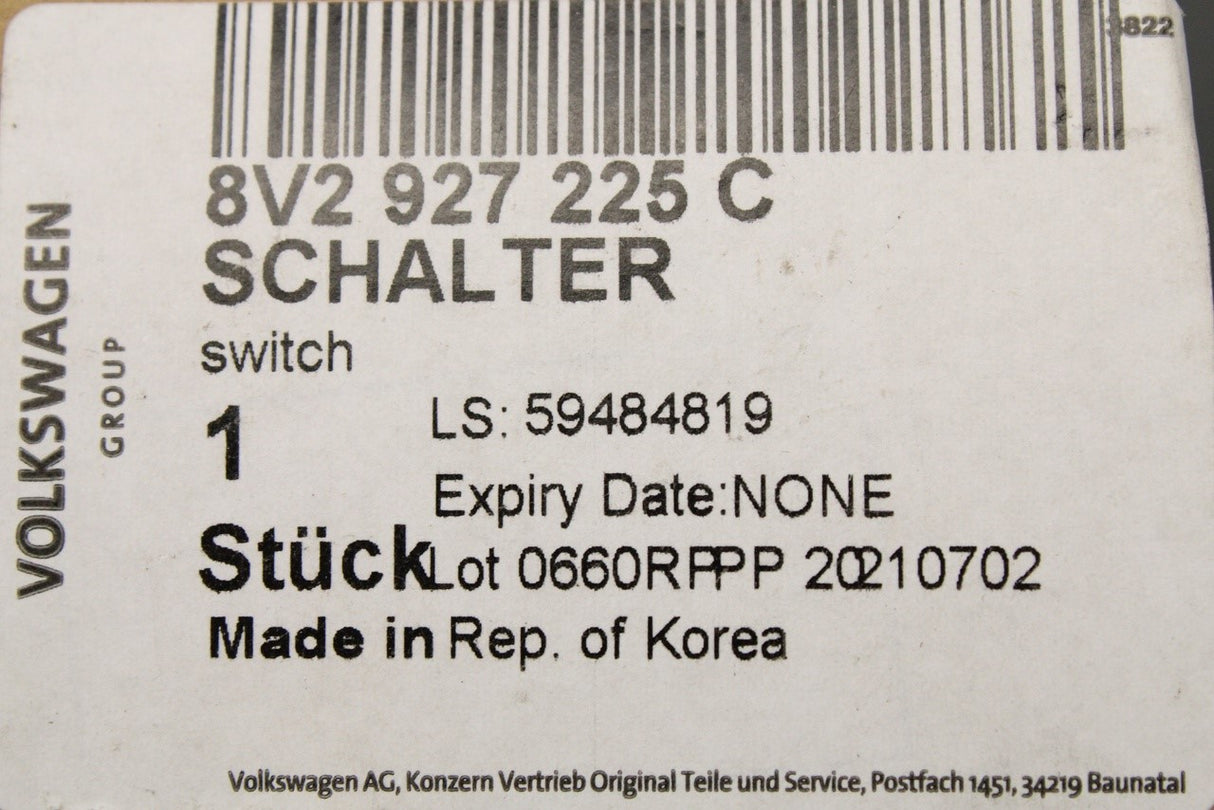 3822
8V2 927 225 C
SCHALTER
switch
1
LS: 59484819
Expiry Date:NONE
Stück
Lot 0660RPPPP 20210702
Made in Rep. of Korea
VOLKSWAGEN
GROUP
Volkswagen AG, Konzern Vertrieb Original Teile und Service, Postfach 1451, 34219 Baunatal